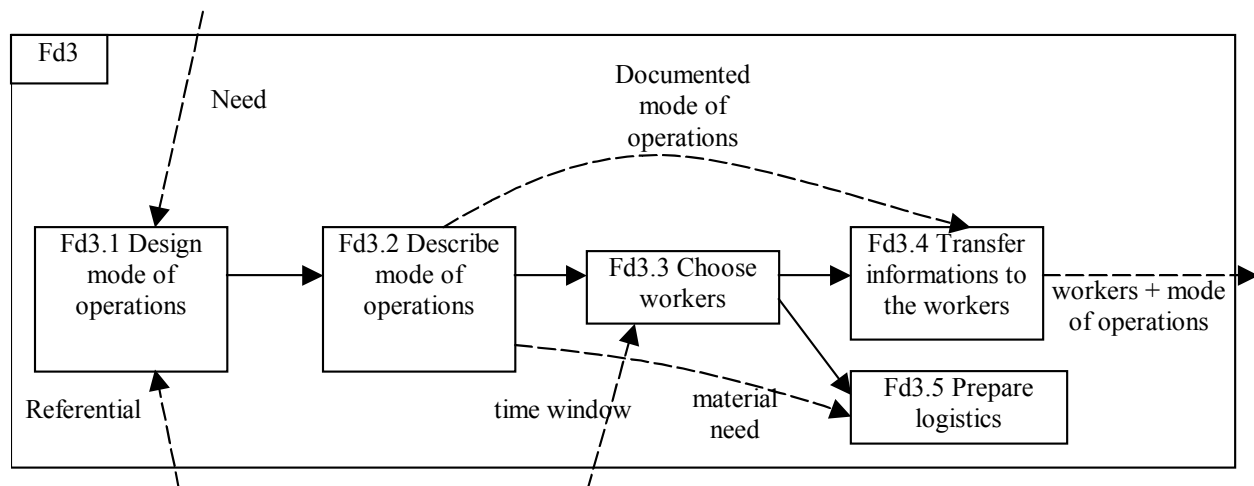 Fd3
Need
Documented
mode of
operations
Fd3.1 Design
mode of
operations
Fd3.2 Describe
mode of
operations
Fd3.3 Choose
workers
Fd3.4 Transfer
informations to
the workers
workers + mode
of operations
Referential
time window
material
need
Fd3.5 Prepare
logistics